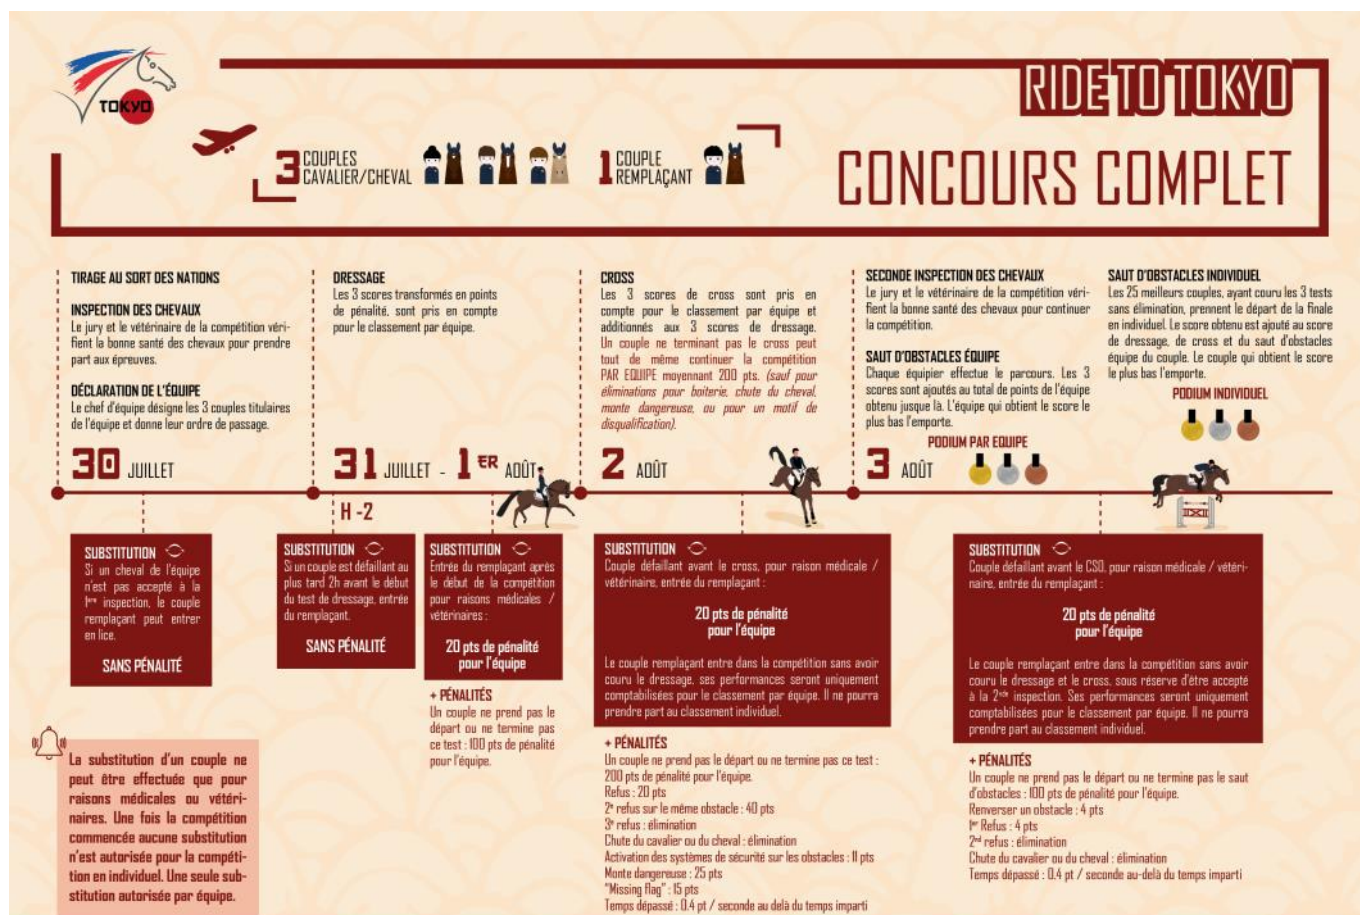 TOKYO
RIDE TO TOKYO
CONCOURS COMPLET
3 COUPLES
CAVALIER/CHEVAL
1 COUPLE
REMPLAÇANT
TIRAGE AU SORT DES NATIONS
INSPECTION DES CHEVAUX
Le jury et le vétérinaire de la compétition véri-
fient la bonne santé des chevaux pour prendre
part aux épreuves.
DÉCLARATION DE L'ÉQUIPE
Le chef d'équipe désigne les 3 couples titulaires
de l'équipe et donne leur ordre de passage.
30 JUILLET
DRESSAGE
Les 3 scores transformés en points
de pénalité, sont pris en compte
pour le classement par équipe.
31 JUILLET - 1ER AOÛT
CROSS
Les 3 scores de cross sont pris en
compte pour le classement par équipe et
additionnés aux 3 scores de dressage.
Un couple ne terminant pas le cross peut
tout de même continuer la compétition
PAR EQUIPE moyennant 200 pts. (sauf pour
éliminations pour boiterie, chute du cheval,
monte dangereuse, ou pour un motif de
disqualification).
2 AOÛT
SECONDE INSPECTION DES CHEVAUX
Le jury et le vétérinaire de la compétition véri-
fient la bonne santé des chevaux pour continuer
la compétition.
SAUT D'OBSTACLES ÉQUIPE
Chaque équipier effectue le parcours. Les 3
scores sont ajoutés au total de points de l'équipe
obtenu jusque là. L'équipe qui obtient le score le
plus bas l'emporte.
PODIUM PAR EQUIPE
3 AOÛT
SAUT D'OBSTACLES INDIVIDUEL
Les 25 meilleurs couples, ayant couru les 3 tests
sans élimination, prennent le départ de la finale
en individuel. Le score obtenu est ajouté au score
de dressage, de cross et du saut d'obstacles
équipe du couple. Le couple qui obtient le score
le plus bas l'emporte.
PODIUM INDIVIDUEL
H -2
SUBSTITUTION
Si un cheval de l'équipe
n'est pas accepté à la
1ère inspection, le couple
remplaçant peut entrer
en lice.
SANS PÉNALITÉ
SUBSTITUTION
Si un couple est défaillant au
plus tard 2h avant le début
du test de dressage, entrée
du remplaçant.
SANS PÉNALITÉ
SUBSTITUTION
Entrée du remplaçant après
le début de la compétition
pour raisons médicales /
vétérinaires :
20 pts de pénalité
pour l'équipe
+ PÉNALITÉS
Un couple ne prend pas le
départ ou ne termine pas
ce test : 100 pts de pénalité
pour l'équipe.
SUBSTITUTION
Couple défaillant avant le cross, pour raison médicale /
vétérinaire, entrée du remplaçant :
20 pts de pénalité
pour l'équipe
Le couple remplaçant entre dans la compétition sans avoir
couru le dressage, ses performances seront uniquement
comptabilisées pour le classement par équipe. Il ne pourra
prendre part au classement individuel.
+ PÉNALITÉS
Un couple ne prend pas le départ ou ne termine pas ce test :
200 pts de pénalité pour l'équipe.
Refus : 20 pts
2e refus sur le même obstacle : 40 pts
3e refus : élimination
Chute du cavalier ou du cheval : élimination
Activation des systèmes de sécurité sur les obstacles : 11 pts
Monte dangereuse : 25 pts
"Missing flag" : 15 pts
Temps dépassé : 0.4 pt / seconde au delà du temps imparti
SUBSTITUTION
Couple défaillant avant le CSO, pour raison médicale / vétéri-
naire, entrée du remplaçant :
20 pts de pénalité
pour l'équipe
Le couple remplaçant entre dans la compétition sans avoir
couru le dressage et le cross, sous réserve d'être accepté
à la 2nde inspection. Ses performances seront uniquement
comptabilisées pour le classement par équipe. Il ne pourra
prendre part au classement individuel.
+ PÉNALITÉS
Un couple ne prend pas le départ ou ne termine pas le saut
d'obstacles : 100 pts de pénalité pour l'équipe.
Renverser un obstacle : 4 pts
1er Refus : 4 pts
2nd refus : élimination
Chute du cavalier ou du cheval : élimination
Temps dépassé : 0.4 pt / seconde au-delà du temps imparti
La substitution d'un couple ne
peut être effectuée que pour
raisons médicales ou vétéri-
naires. Une fois la compétition
commencée aucune substitution
n'est autorisée pour la compéti-
tion en individuel. Une seule sub-
stitution autorisée par équipe.